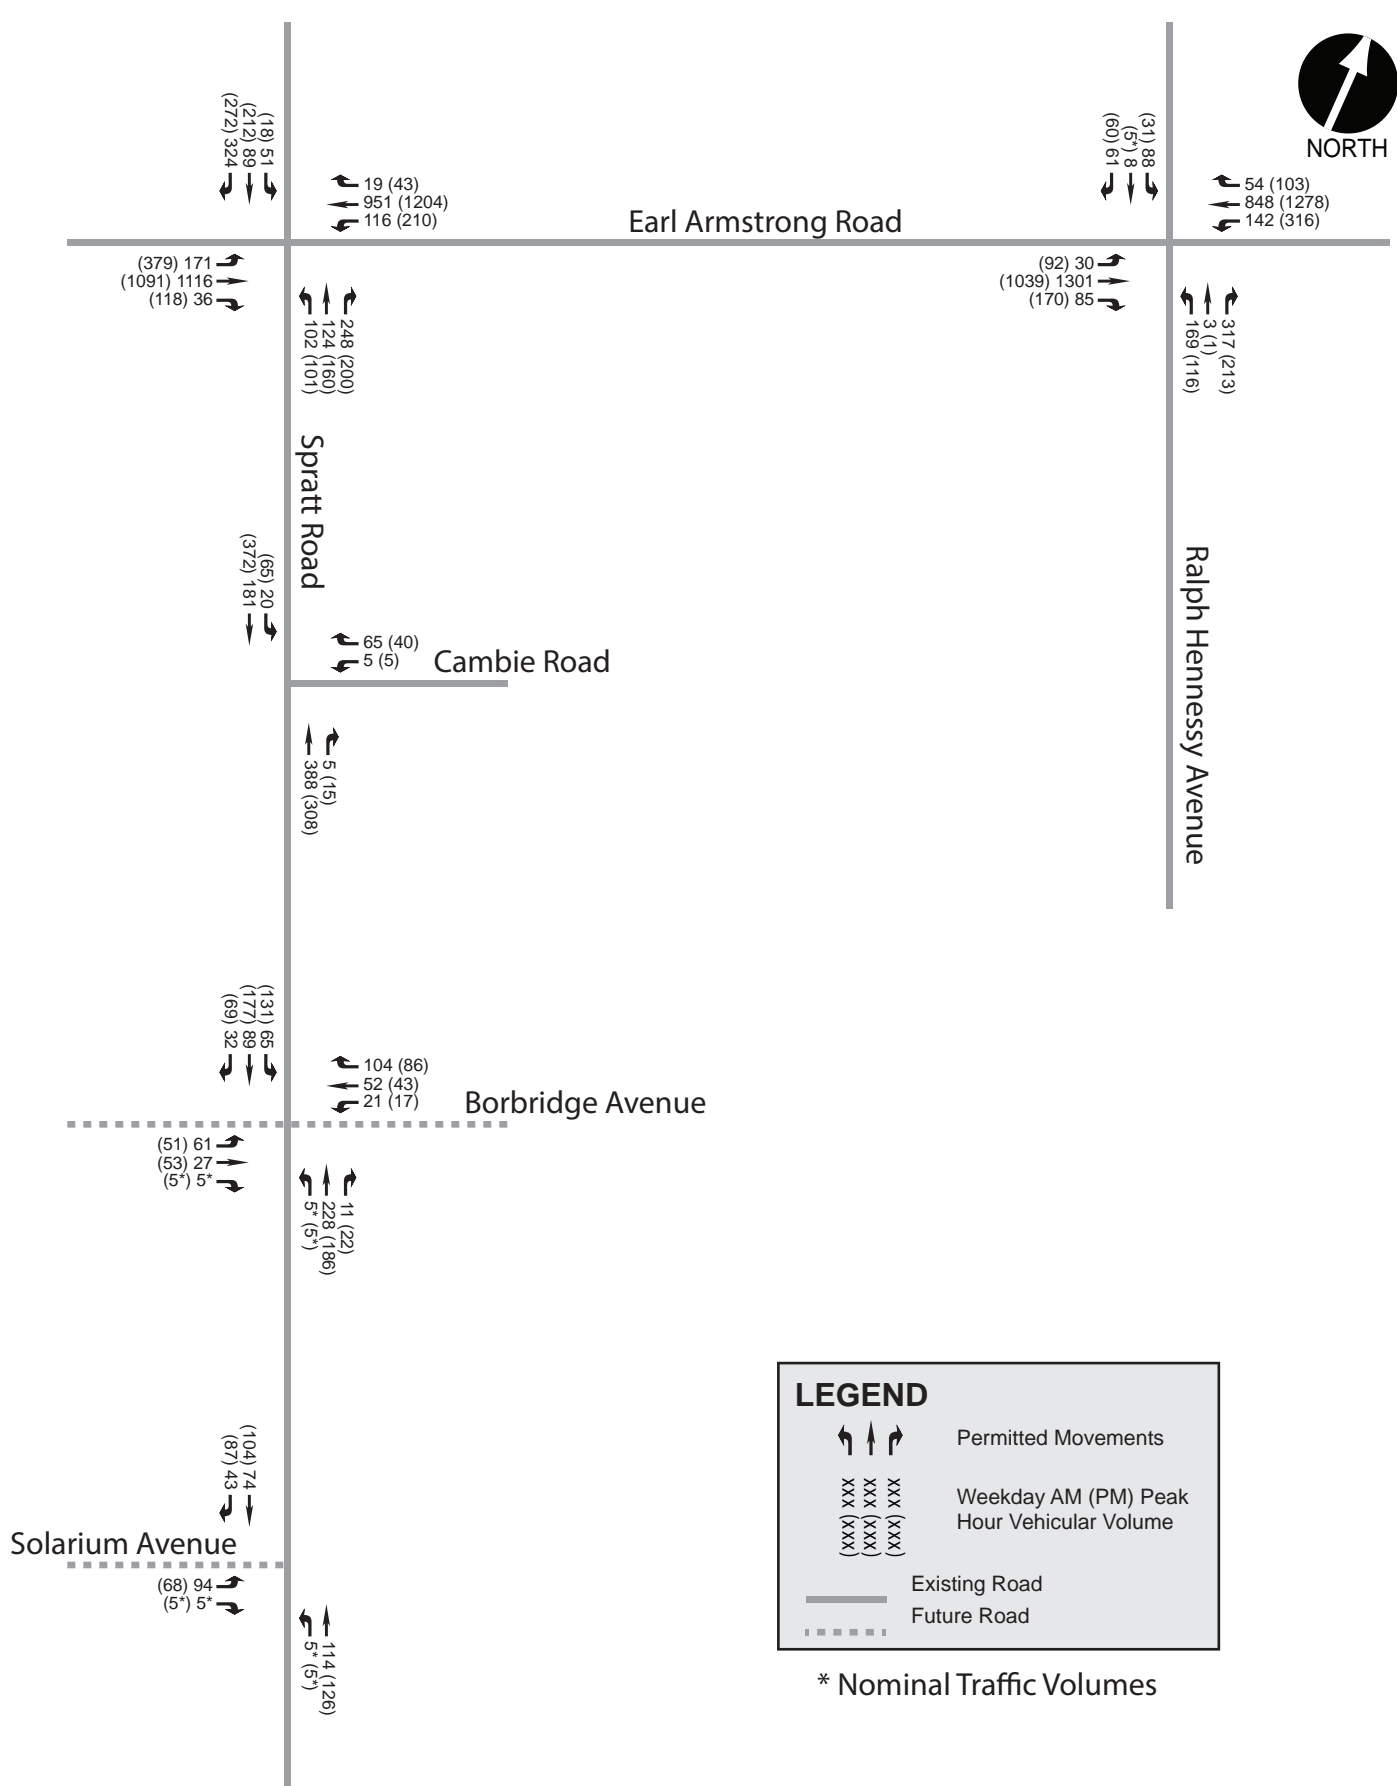 NORTH
(272) 324
(212) 89
(18) 51
19 (43)
951 (1204)
116 (210)
Earl Armstrong Road
(60) 61
(5*) 8
(31) 88
54 (103)
848 (1278)
142 (316)
(379) 171
(1091) 1116
(118) 36
102 (101)
124 (160)
248 (200)
(92) 30
(1039) 1301
(170) 85
169 (116)
3 (1)
317 (213)
Spratt Road
Ralph Hennessy Avenue
(372) 181
(65) 20
65 (40)
5 (5)
Cambie Road
388 (308)
5 (15)
(69) 32
(177) 89
(131) 65
104 (86)
52 (43)
21 (17)
Borbridge Avenue
(51) 61
(53) 27
(5*) 5*
5* (5*)
228 (186)
11 (22)
(87) 43
(104) 74
Solarium Avenue
(68) 94
(5*) 5*
5* (5*)
114 (126)
LEGEND
Permitted Movements
xxx (xxx)
xxx (xxx)
xxx (xxx)
Weekday AM (PM) Peak
Hour Vehicular Volume
Existing Road
Future Road
* Nominal Traffic Volumes